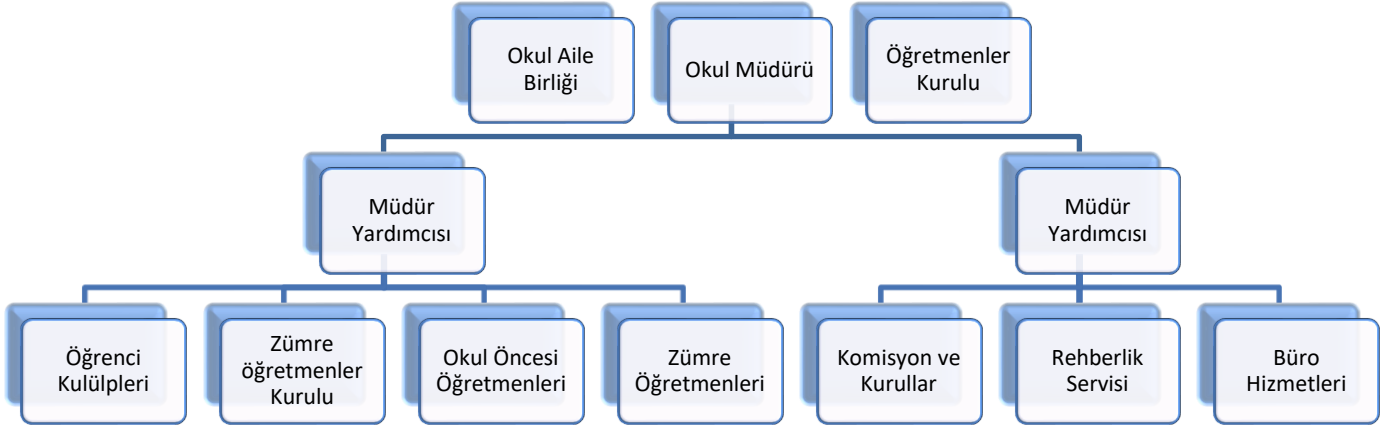 Okul Aile
Birliği
Okul Müdürü
Öğretmenler
Kurulu
Müdür
Yardımcısı
Müdür
Yardımcısı
Öğrenci
Kulülpleri
Zümre
öğretmenler
Kurulu
Okul Öncesi
Öğretmenleri
Zümre
Öğretmenleri
Komisyon ve
Kurullar
Rehberlik
Servisi
Büro
Hizmetleri